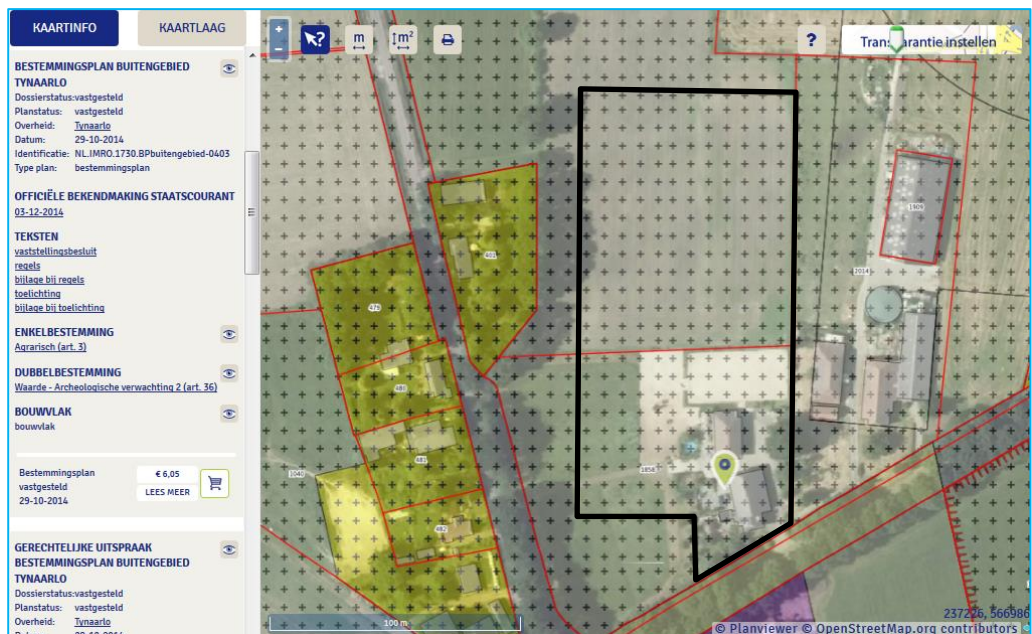 KAARTINFO
KAARTLAAG
BESTEMMINGSPLAN BUITENGEBIED
TYNAARLO
Dossierstatus:vastgesteld
Planstatus: vastgesteld
Overheid: Tynaarlo
Datum: 29-10-2014
Identificatie: NL.IMRO.1730.BPbuitengebied-0403
Type plan: bestemmingsplan
OFFICIËLE BEKENDMAKING STAATSCOURANT
03-12-2014
TEKSTEN
vaststellingsbesluit
regels
bijlage bij regels
toelichting
bijlage bij toelichting
ENKELBESTEMMING
Agrarisch (art. 3)
DUBBELBESTEMMING
Waarde - Archeologische verwachting 2 (art. 36)
BOUWVLAK
bouwvlak
Bestemmingsplan
vastgesteld
29-10-2014
€ 6,05
LEES MEER
GERECHTELIJKE UITSPRAAK
BESTEMMINGSPLAN BUITENGEBIED
TYNAARLO
Dossierstatus:vastgesteld
Planstatus: vastgesteld
Overheid: Tynaarlo
+
-
?
m
m²
?
Transparantie instellen
1909
401
2014
476
480
481
1040
1858
482
100 m
237226, 566986
© Planviewer © OpenStreetMap.org contributors